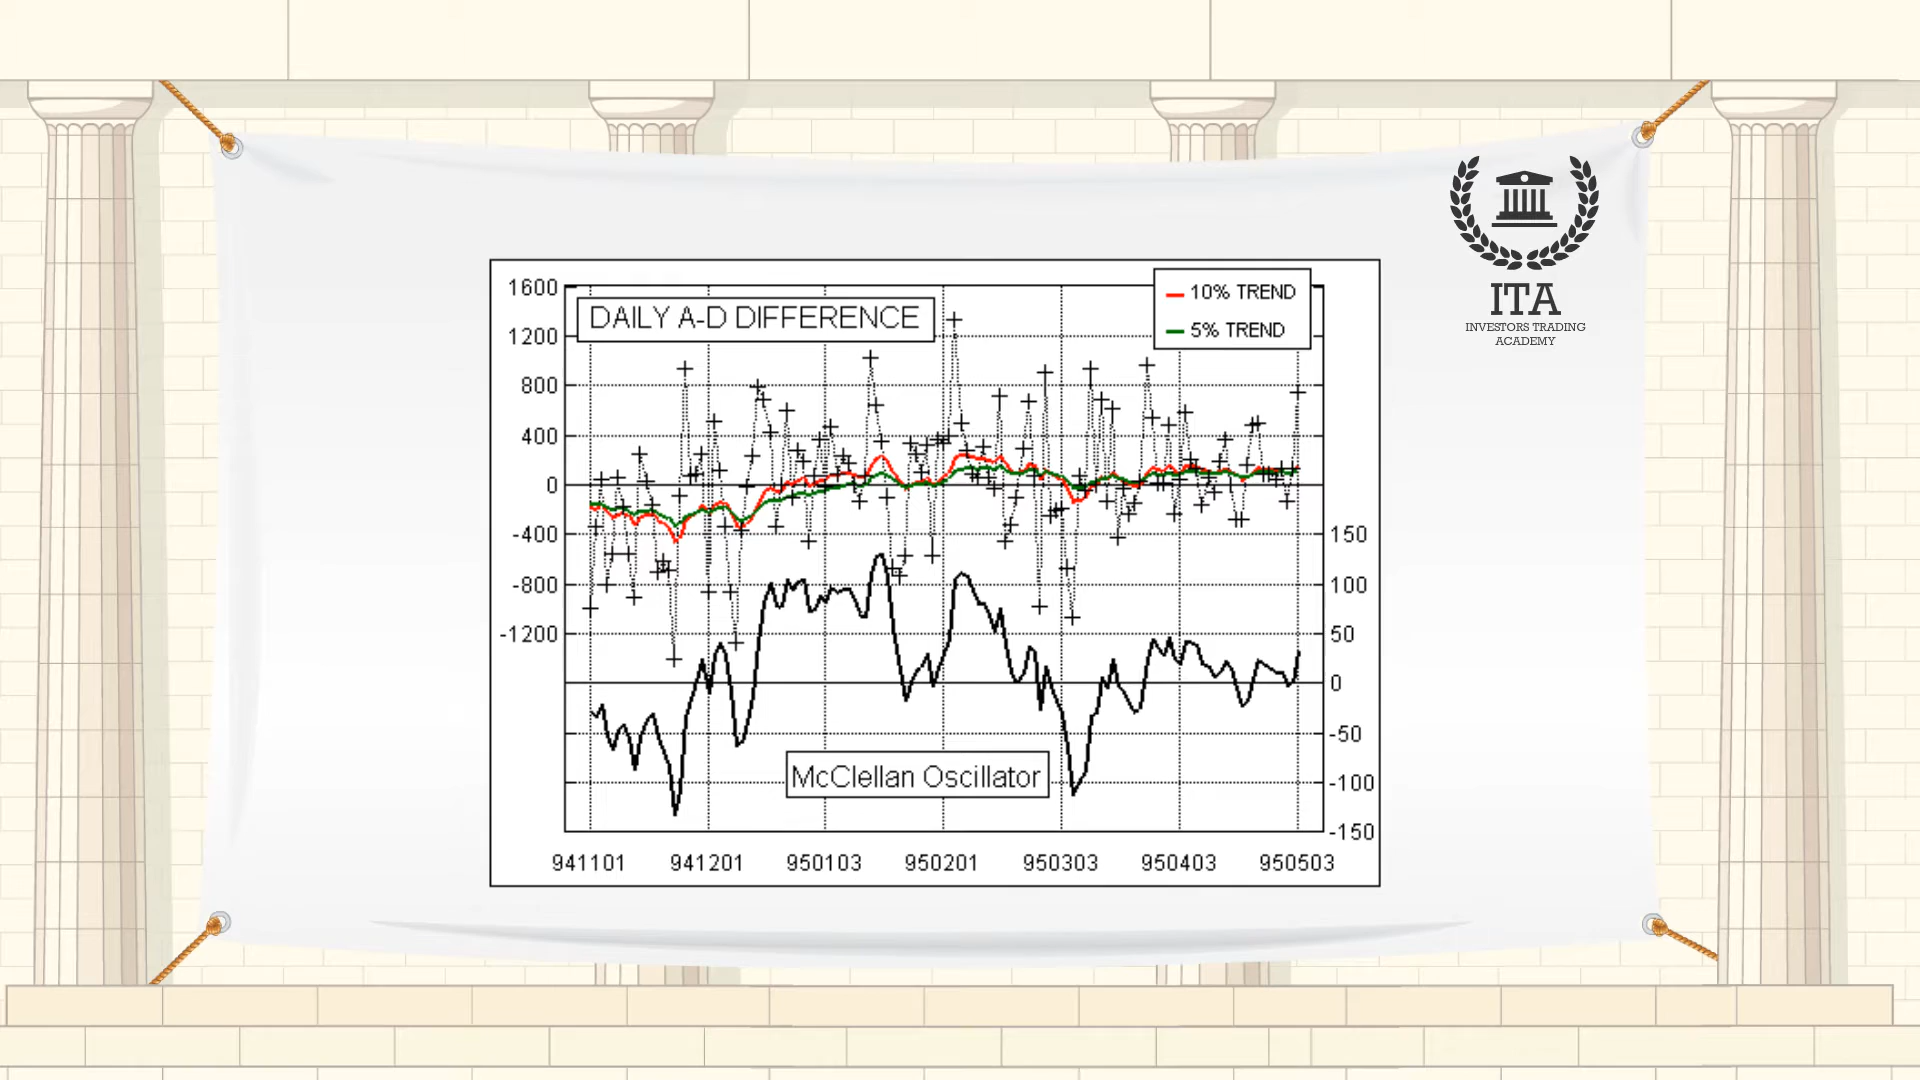 1600
DAILY A-D DIFFERENCE
10% TREND
5% TREND
1200
800
400
0
-400
-800
-1200
150
100
50
0
-50
-100
-150
McClellan Oscillator
941101 941201 950103 950201 950303 950403 950503
ITA
INVESTORS TRADING
ACADEMY